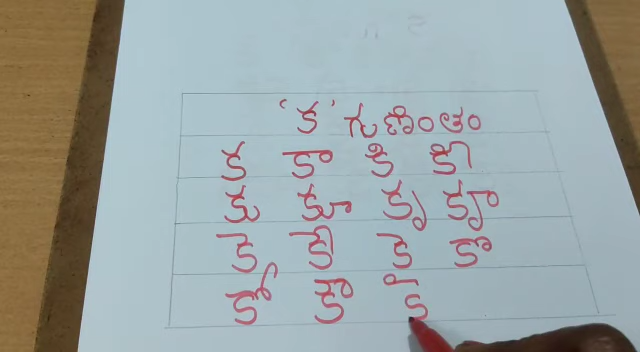 'క' గుణింతం
క కా కి కీ
కు కూ కృ కౄ
కె కే కై కొ
కో కౌ